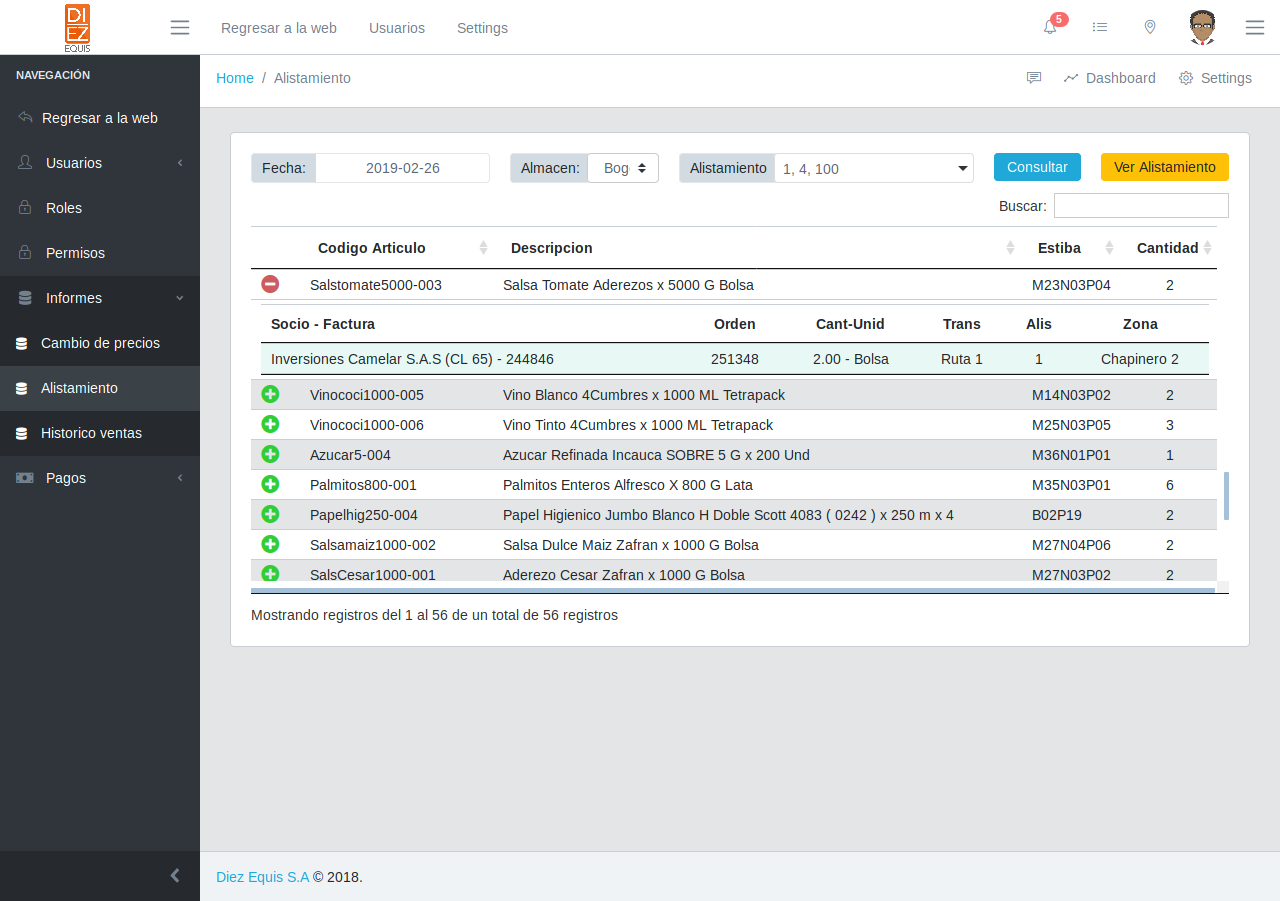 DI
EZ
EQUIS
Regresar a la web Usuarios Settings
5
NAVEGACIÓN
Regresar a la web
Usuarios
Roles
Permisos
Informes
Cambio de precios
Alistamiento
Historico ventas
Pagos
Home / Alistamiento
Dashboard Settings
Fecha: 2019-02-26 Almacen: Bog Alistamiento 1, 4, 100 Consultar Ver Alistamiento
Buscar:
Codigo Articulo Descripcion Estiba Cantidad
Salstomate5000-003 Salsa Tomate Aderezos x 5000 G Bolsa M23N03P04 2
Socio - Factura Orden Cant-Unid Trans Alis Zona
Inversiones Camelar S.A.S (CL 65) - 244846 251348 2.00 - Bolsa Ruta 1 1 Chapinero 2
Vinococi1000-005 Vino Blanco 4Cumbres x 1000 ML Tetrapack M14N03P02 2
Vinococi1000-006 Vino Tinto 4Cumbres x 1000 ML Tetrapack M25N03P05 3
Azucar5-004 Azucar Refinada Incauca SOBRE 5 G x 200 Und M36N01P01 1
Palmitos800-001 Palmitos Enteros Alfresco X 800 G Lata M35N03P01 6
Papelhig250-004 Papel Higienico Jumbo Blanco H Doble Scott 4083 ( 0242 ) x 250 m x 4 B02P19 2
Salsamaiz1000-002 Salsa Dulce Maiz Zafran x 1000 G Bolsa M27N04P06 2
SalsCesar1000-001 Aderezo Cesar Zafran x 1000 G Bolsa M27N03P02 2
Mostrando registros del 1 al 56 de un total de 56 registros
Diez Equis S.A © 2018.